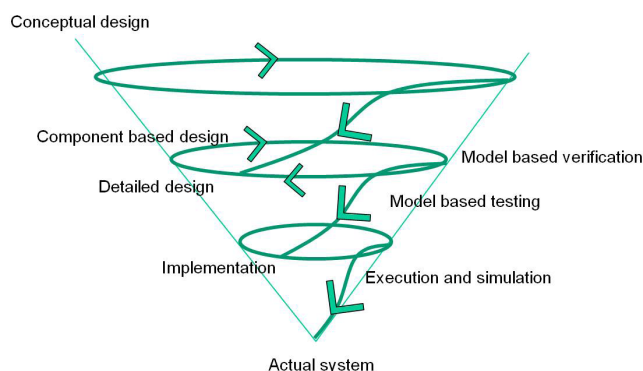 Conceptual design
Component based design
Model based verification
Detailed design
Model based testing
Implementation
Execution and simulation
Actual system